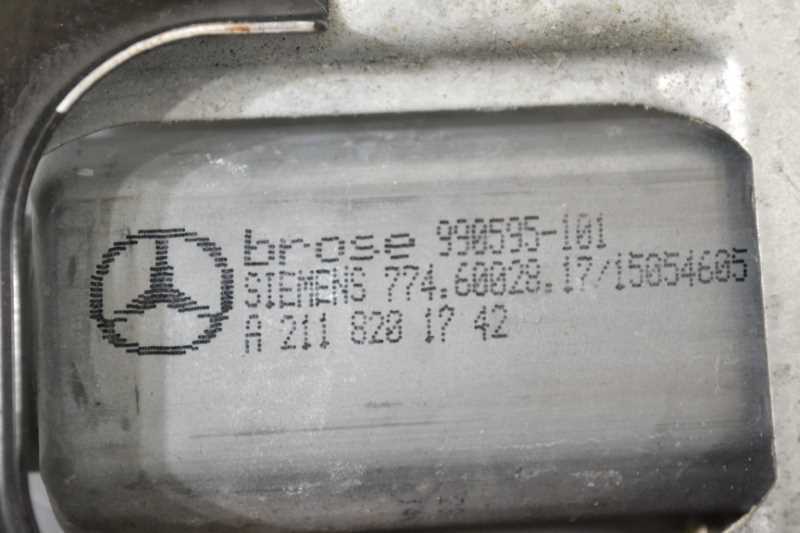 brose 990595-101
SIEMENS 774.60028.17/15054605
A 211 820 17 42